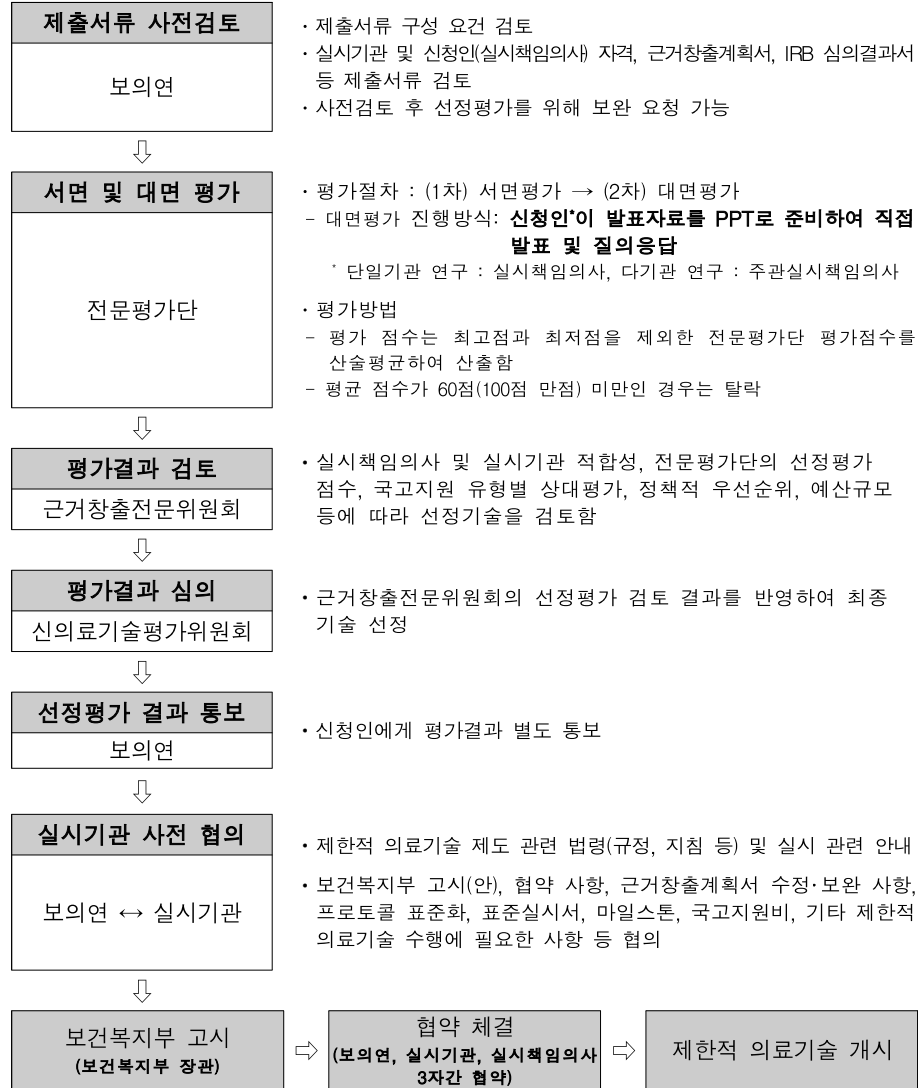 제출서류 사전검토
보의연
· 제출서류 구성 요건 검토
· 실시기관 및 신청인(실시책임의사) 자격, 근거창출계획서, IRB 심의결과서
등 제출서류 검토
· 사전검토 후 선정평가를 위해 보완 요청 가능
⇩
서면 및 대면 평가
전문평가단
· 평가절차 : (1차) 서면평가 → (2차) 대면평가
- 대면평가 진행방식: 신청인*이 발표자료를 PPT로 준비하여 직접
발표 및 질의응답
* 단일기관 연구 : 실시책임의사, 다기관 연구 : 주관실시책임의사
· 평가방법
- 평가 점수는 최고점과 최저점을 제외한 전문평가단 평가점수를
산술평균하여 산출함
- 평균 점수가 60점(100점 만점) 미만인 경우는 탈락
⇩
평가결과 검토
근거창출전문위원회
· 실시책임의사 및 실시기관 적합성, 전문평가단의 선정평가
점수, 국고지원 유형별 상대평가, 정책적 우선순위, 예산규모
등에 따라 선정기술을 검토함
⇩
평가결과 심의
신의료기술평가위원회
· 근거창출전문위원회의 선정평가 검토 결과를 반영하여 최종
기술 선정
⇩
선정평가 결과 통보
보의연
· 신청인에게 평가결과 별도 통보
⇩
실시기관 사전 협의
보의연 ↔ 실시기관
· 제한적 의료기술 제도 관련 법령(규정, 지침 등) 및 실시 관련 안내
· 보건복지부 고시(안), 협약 사항, 근거창출계획서 수정·보완 사항,
프로토콜 표준화, 표준실시서, 마일스톤, 국고지원비, 기타 제한적
의료기술 수행에 필요한 사항 등 협의
⇩
보건복지부 고시
(보건복지부 장관)
⇨
협약 체결
(보의연, 실시기관, 실시책임의사
3자간 협약)
⇨
제한적 의료기술 개시